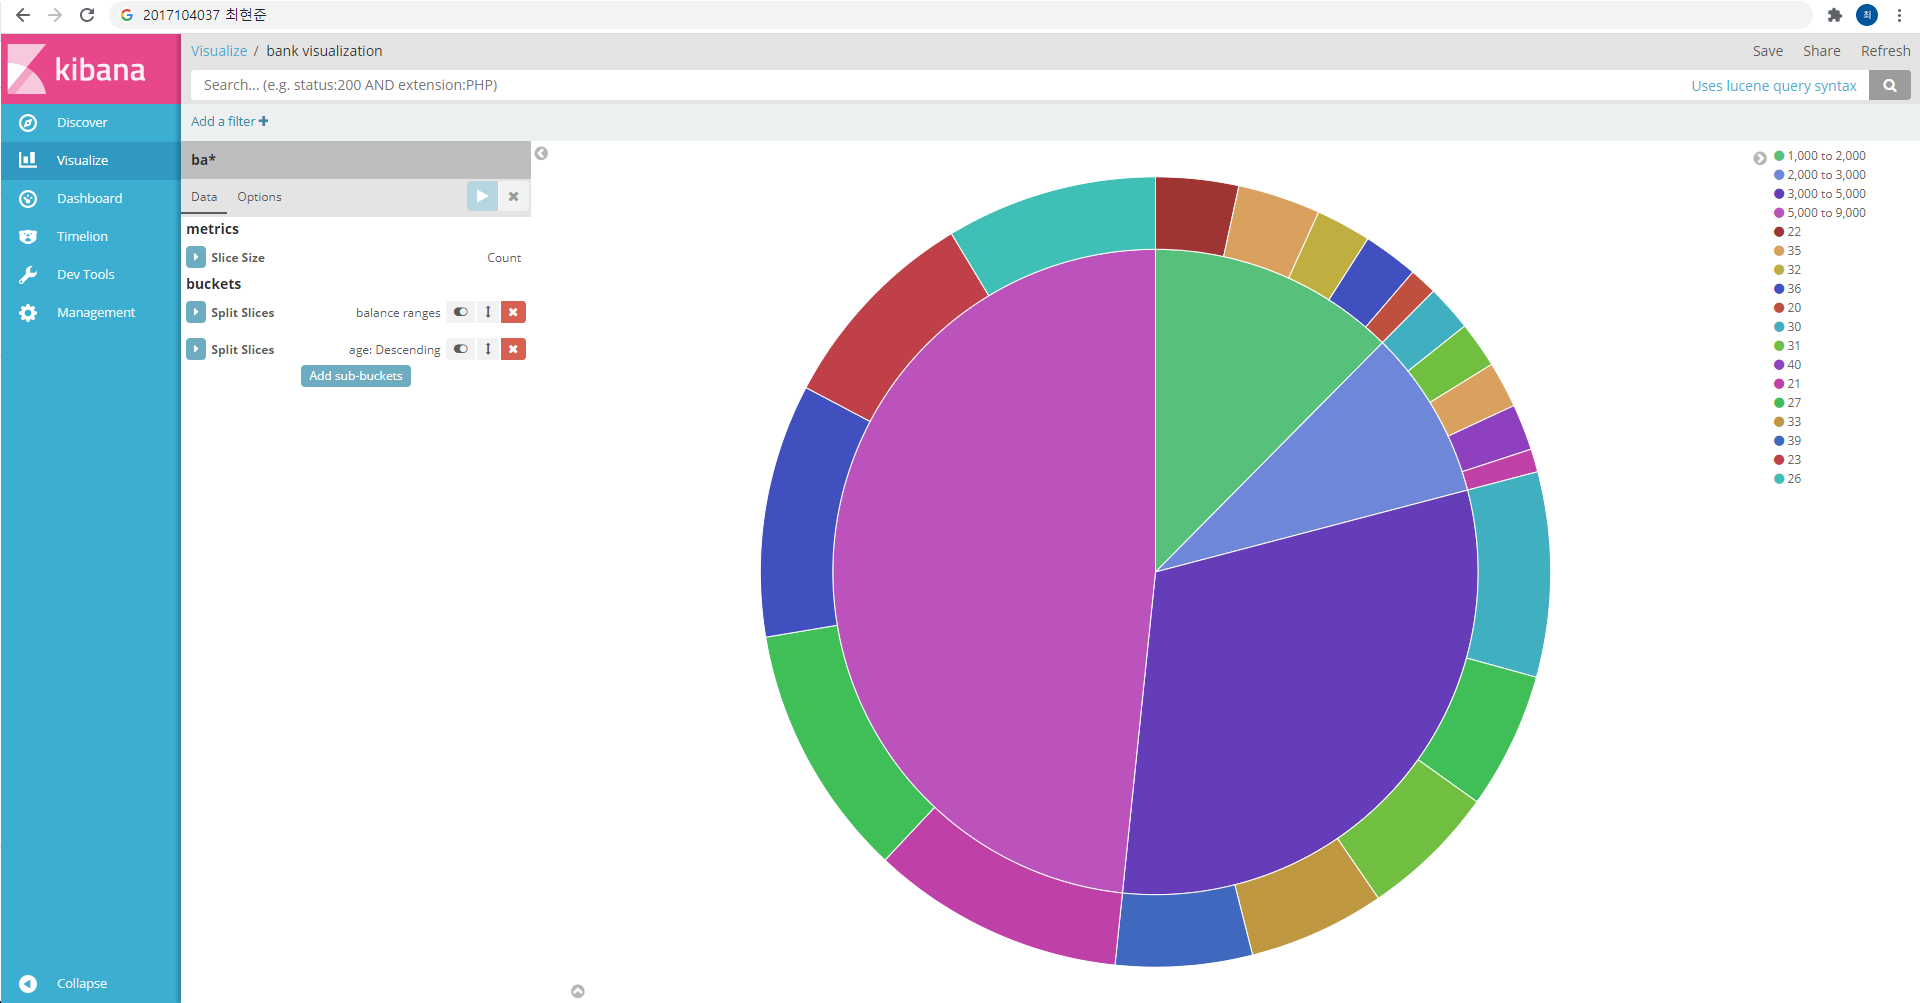 2017104037 최현준
최
kibana
Visualize / bank visualization
Save Share Refresh
Search... (e.g. status:200 AND extension:PHP)
Uses lucene query syntax
Add a filter +
Discover
Visualize
Dashboard
Timelion
Dev Tools
Management
Collapse
ba*
Data Options
metrics
Slice Size Count
buckets
Split Slices balance ranges
Split Slices age: Descending
Add sub-buckets
1,000 to 2,000
2,000 to 3,000
3,000 to 5,000
5,000 to 9,000
22
35
32
36
20
30
31
40
21
27
33
39
23
26